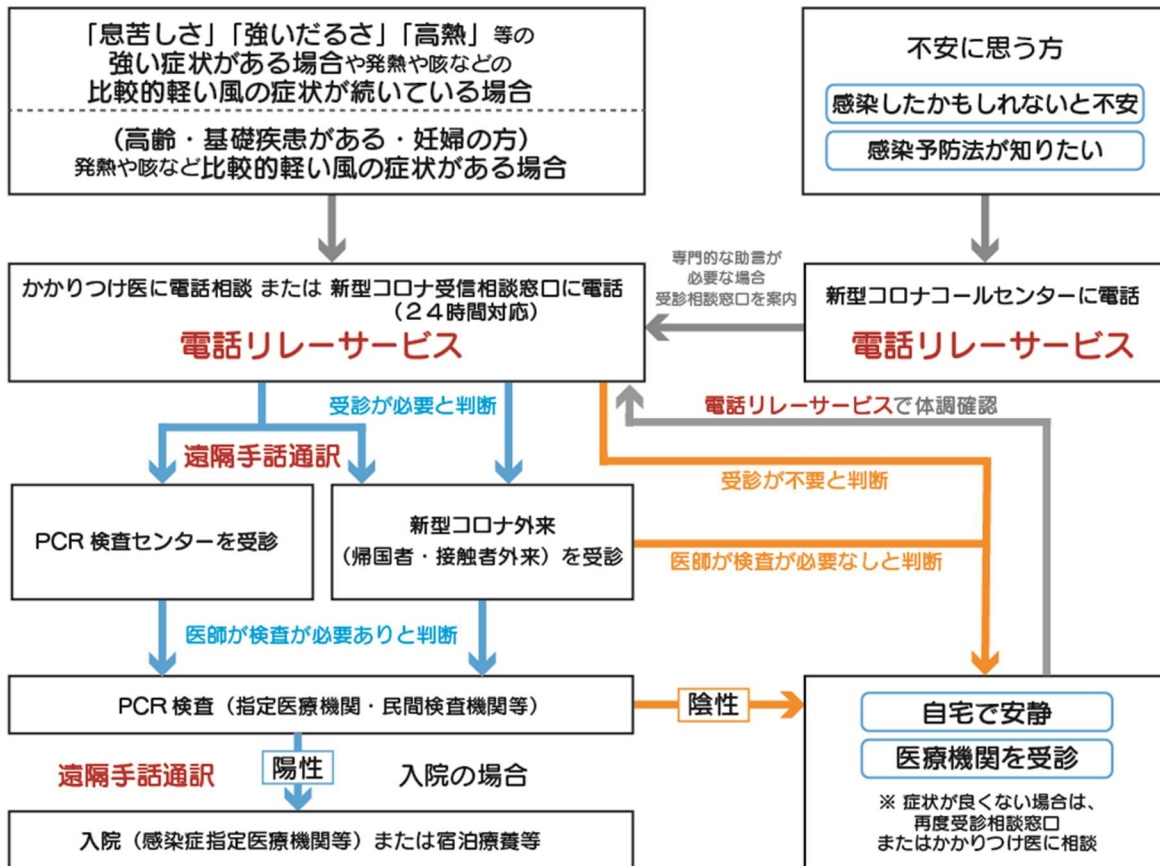 「息苦しさ」「強いだるさ」「高熱」等の
強い症状がある場合や発熱や咳などの
比較的軽い風の症状が続いている場合
(高齢・基礎疾患がある・妊婦の方)
発熱や咳など比較的軽い風の症状がある場合
不安に思う方
感染したかもしれないと不安
感染予防法が知りたい
かかりつけ医に電話相談 または 新型コロナ受信相談窓口に電話
(24時間対応)
電話リレーサービス
専門的な助言が
必要な場合
受診相談窓口を案内
新型コロナコールセンターに電話
電話リレーサービス
受診が必要と判断
電話リレーサービスで体調確認
遠隔手話通訳
受診が不要と判断
PCR 検査センターを受診
新型コロナ外来
(帰国者・接触者外来)を受診
医師が検査が必要なしと判断
医師が検査が必要ありと判断
PCR 検査(指定医療機関・民間検査機関等)
陰性
自宅で安静
医療機関を受診
※ 症状が良くない場合は、
再度受診相談窓口
またはかかりつけ医に相談
遠隔手話通訳
陽性
入院の場合
入院(感染症指定医療機関等)または宿泊療養等